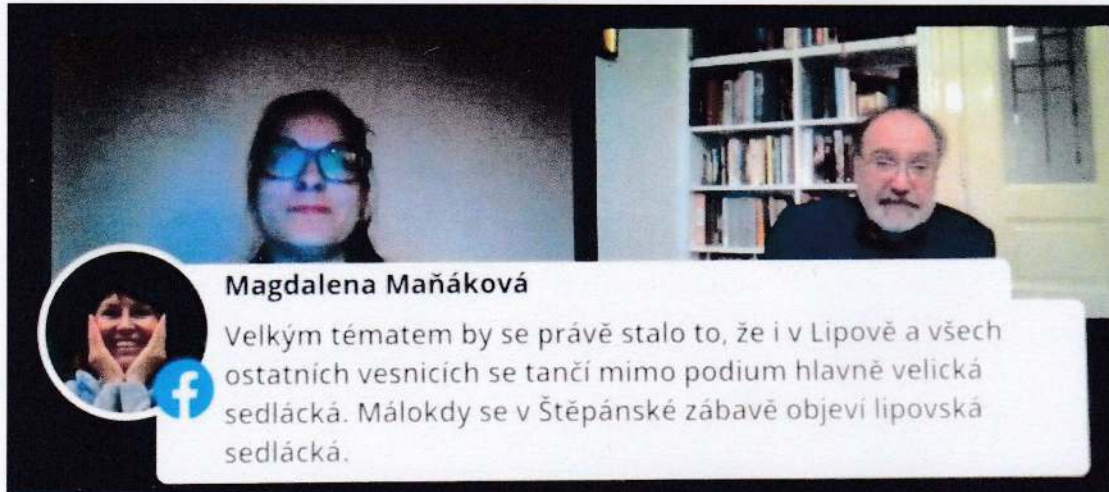 Magdalena Maňáková
Velkým tématem by se právě stalo to, že i v Lipově a všech
ostatních vesnicích se tančí mimo podium hlavně velická
sedlácká. Málokdy se v Štěpánské zábavě objeví lipovská
sedlácká.